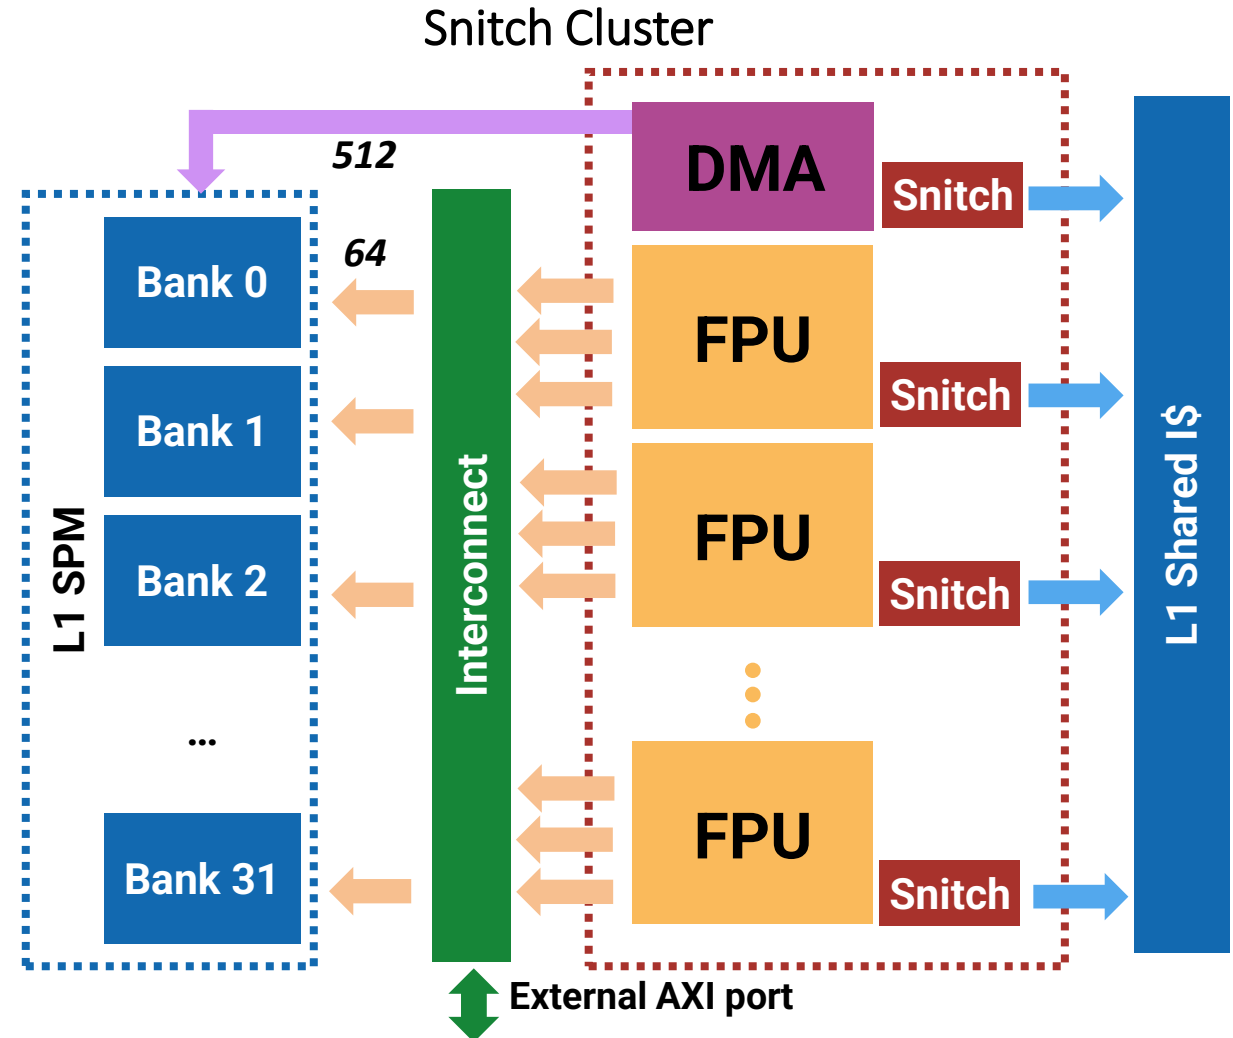 Snitch Cluster
512
64
DMA
Snitch
Bank 0
FPU
Snitch
Bank 1
L1 SPM
Bank 2
Interconnect
FPU
Snitch
L1 Shared I$
...
Bank 31
FPU
Snitch
External AXI port